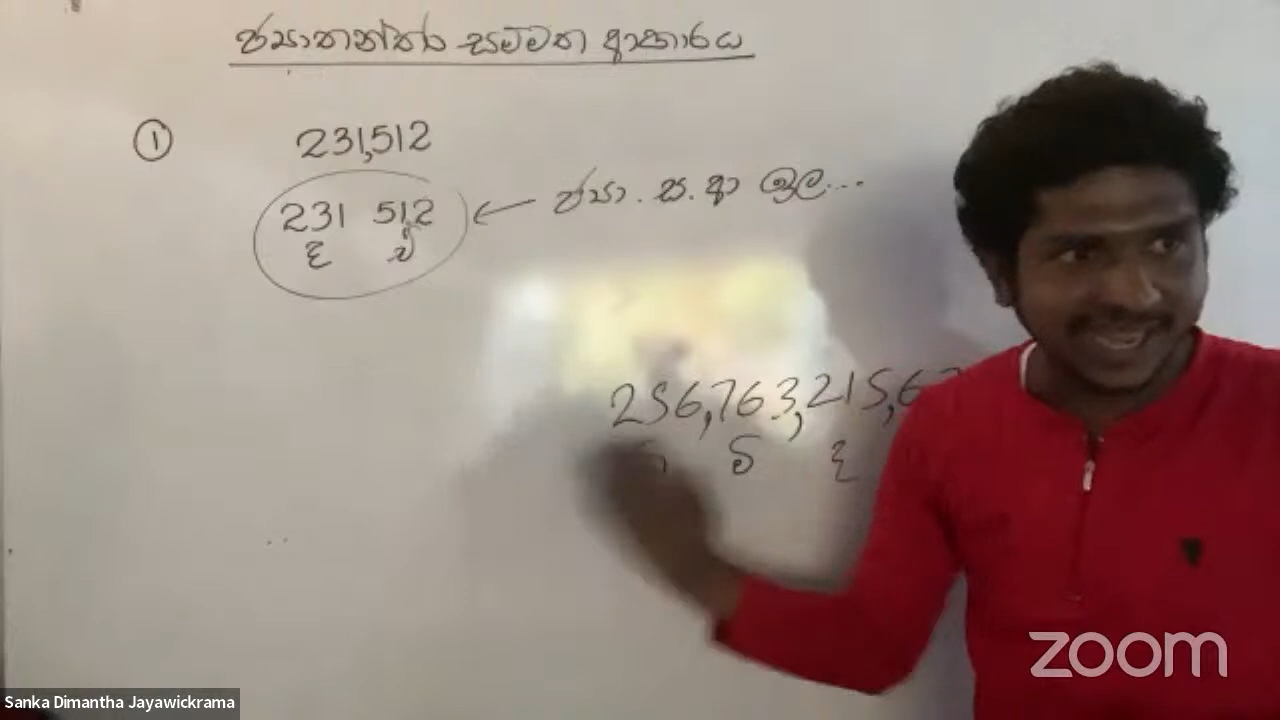 ජාත්‍යන්තර සම්මත ආකාරය
①
231,512
231 512 ← ජා.ස.ආ
ද ඒ
256,763,215,6
මි ද
zoom
Sanka Dimantha Jayawickrama